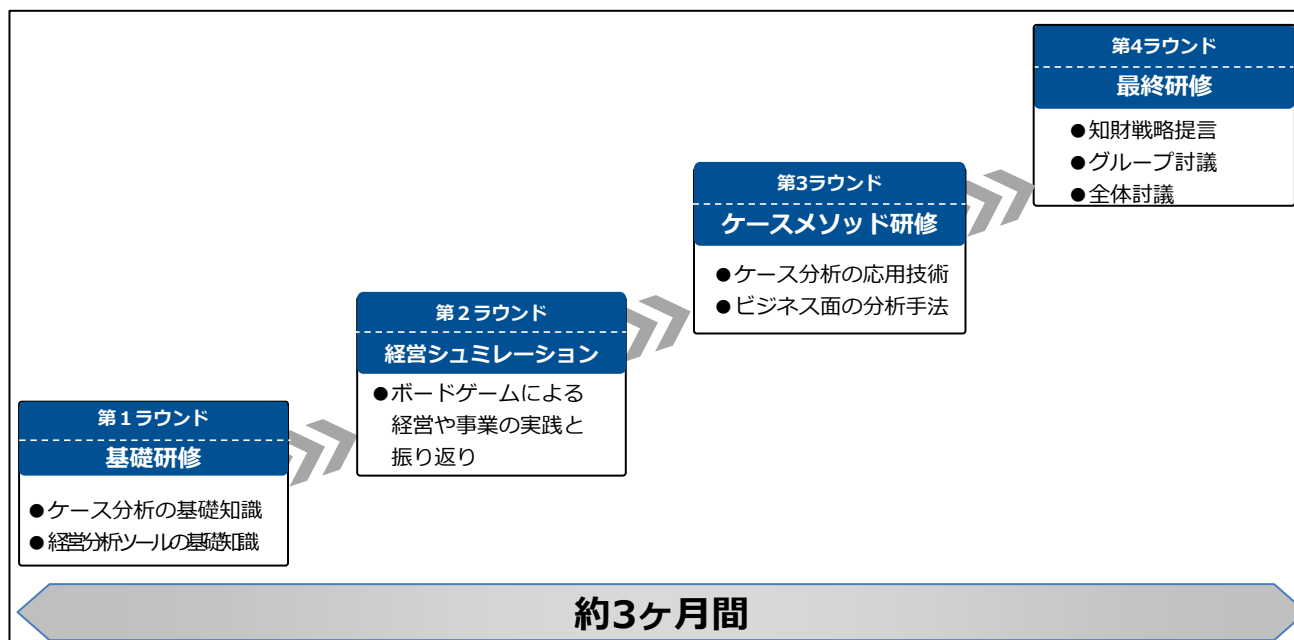 第1ラウンド
基礎研修
●ケース分析の基礎知識
●経営分析ツールの基礎知識
第２ラウンド
経営シュミレーション
●ボードゲームによる
経営や事業の実践と
振り返り
第3ラウンド
ケースメソッド研修
●ケース分析の応用技術
●ビジネス面の分析手法
第4ラウンド
最終研修
●知財戦略提言
●グループ討議
●全体討議
約3ヶ月間